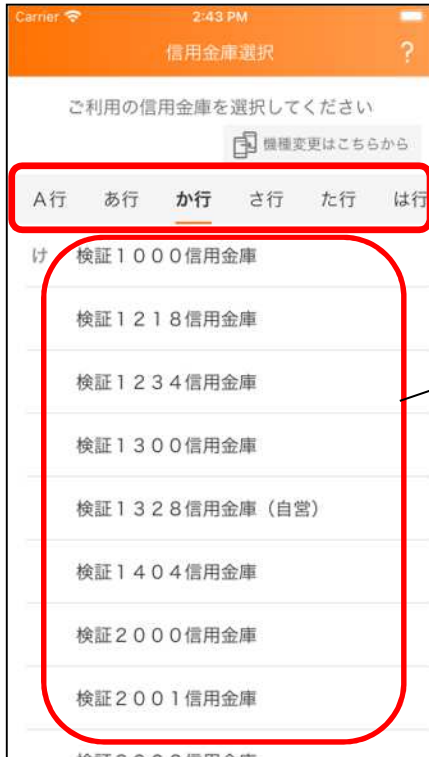 Carrier 2:43 PM
信用金庫選択 ?
ご利用の信用金庫を選択してください
機種変更はこちらから
A行 あ行 か行 さ行 た行 は行
け 検証1000信用金庫
検証1218信用金庫
検証1234信用金庫
検証1300信用金庫
検証1328信用金庫（自営）
検証1404信用金庫
検証2000信用金庫
検証2001信用金庫